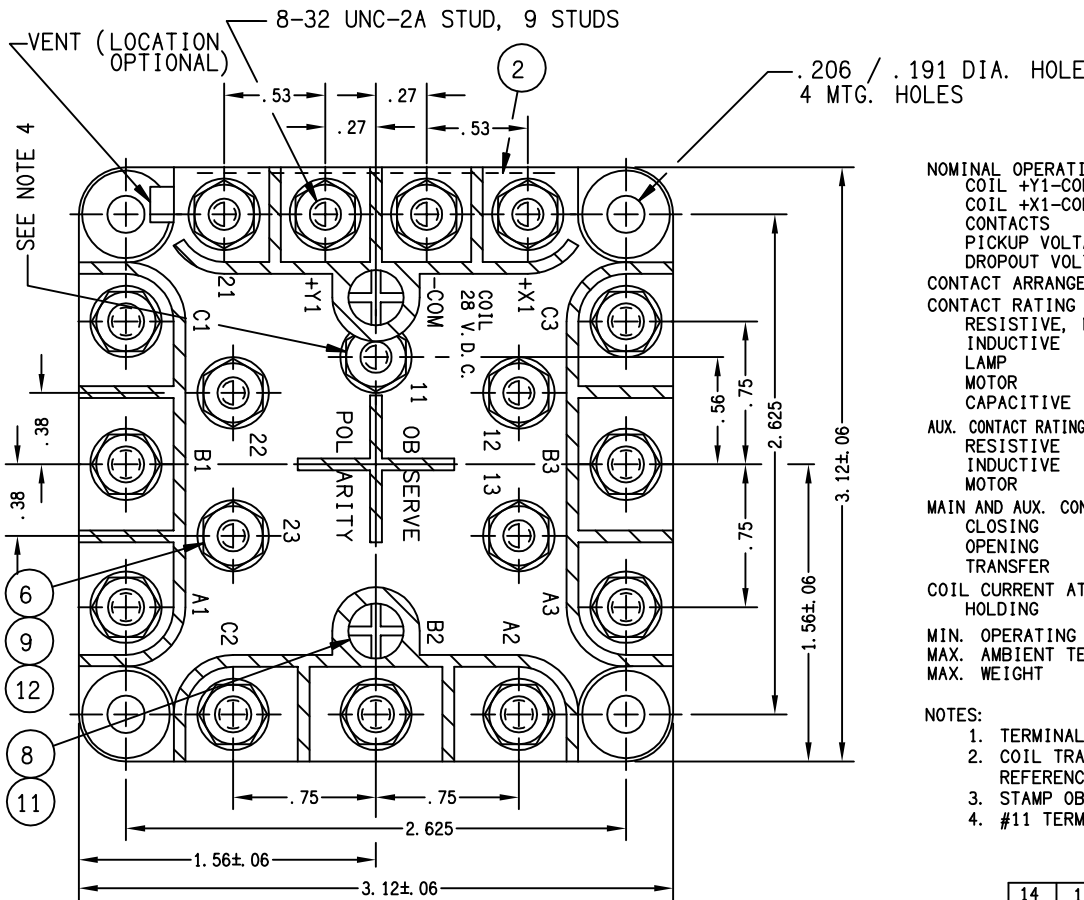 8-32 UNC-2A STUD, 9 STUDS
VENT (LOCATION
OPTIONAL)
2
.206 / .191 DIA. HOLE
4 MTG. HOLES
.53
.27
.27
.53
SEE NOTE 4
21
+Y1
-COM
COIL
28 V.D.C.
+X1
C1
C3
11
22
12
B1
B3
POL ARITY
OB SERVE
23
13
A1
A3
C2
B2
A2
.38
.38
.56
.75
.75
2.625
3.12±.06
1.56±.06
6
9
12
8
11
.75
.75
2.625
1.56±.06
3.12±.06
NOMINAL OPERATI
COIL +Y1-CO
COIL +X1-CO
CONTACTS
PICKUP VOLT
DROPOUT VOL
CONTACT ARRANGE
CONTACT RATING
RESISTIVE,
INDUCTIVE
LAMP
MOTOR
CAPACITIVE
AUX. CONTACT RATING
RESISTIVE
INDUCTIVE
MOTOR
MAIN AND AUX. CON
CLOSING
OPENING
TRANSFER
COIL CURRENT AT
HOLDING
MIN. OPERATING
MAX. AMBIENT TE
MAX. WEIGHT
NOTES:
1. TERMINAL
2. COIL TRA
REFERENC
3. STAMP OB
4. #11 TERM
14 1